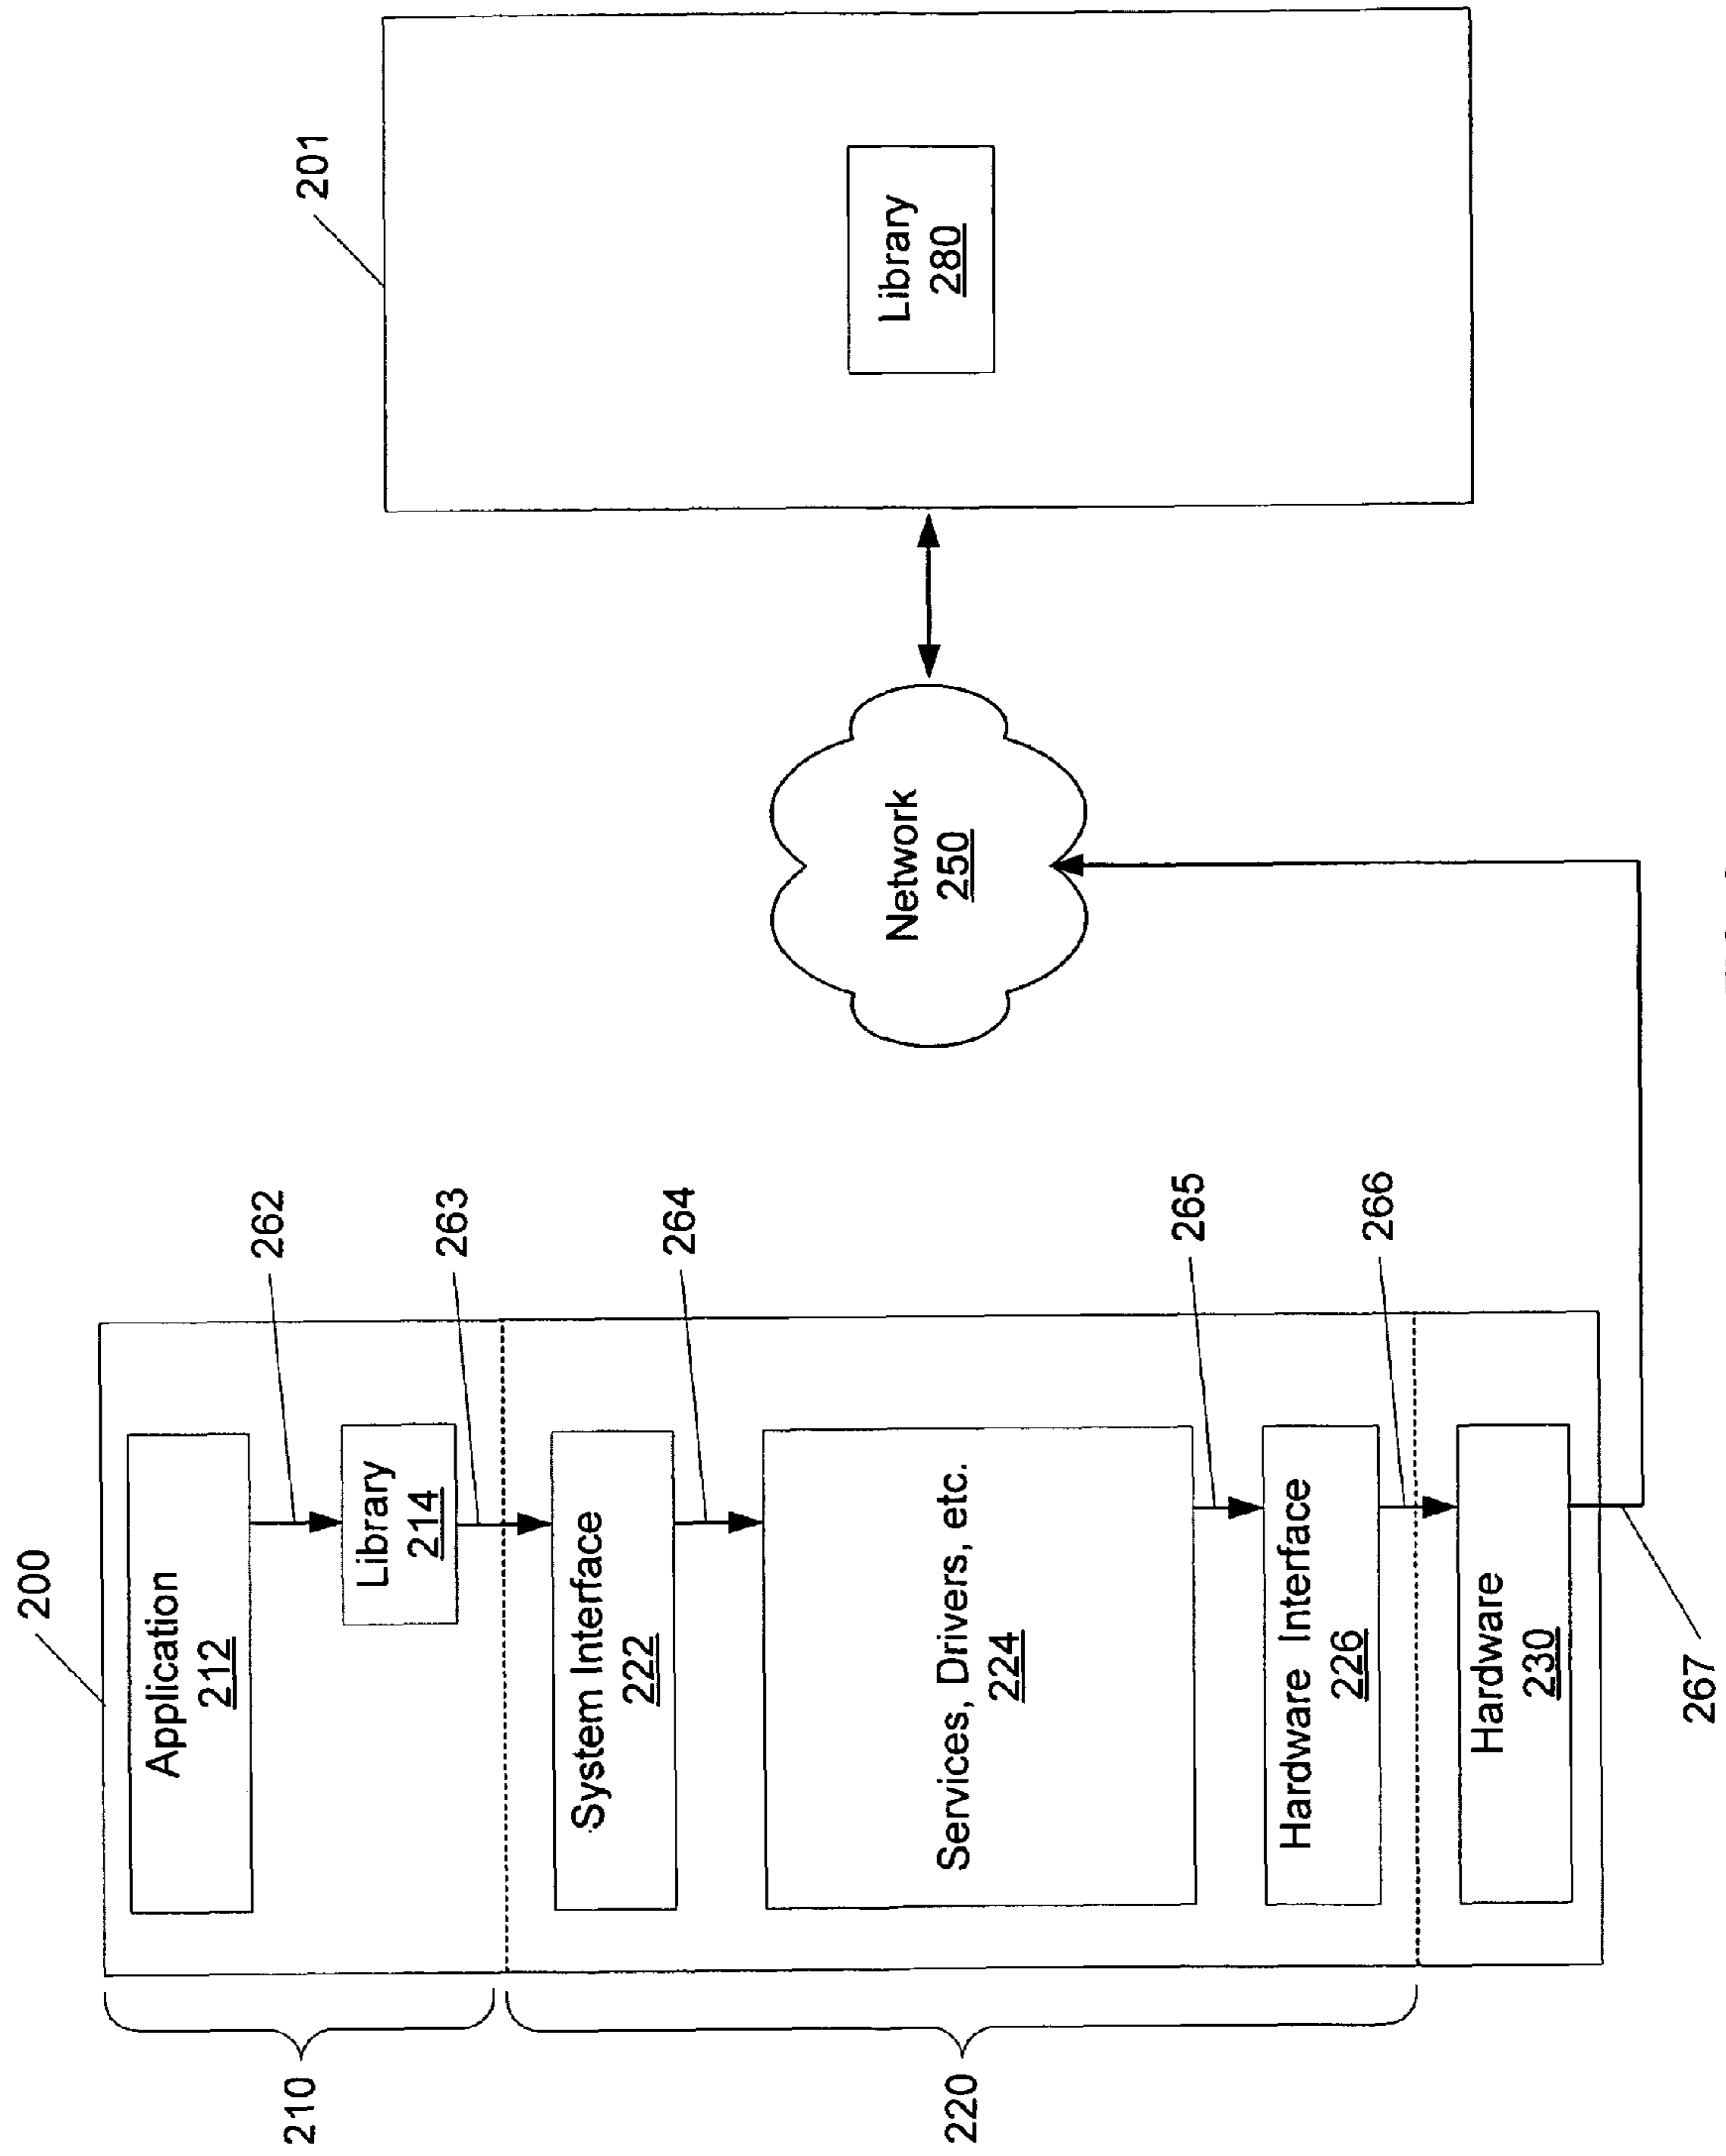 200
Application
212
262
Library
214
210
263
System Interface
222
264
Services, Drivers, etc.
224
220
265
Hardware Interface
226
266
Hardware
230
267
Network
250
201
Library
280